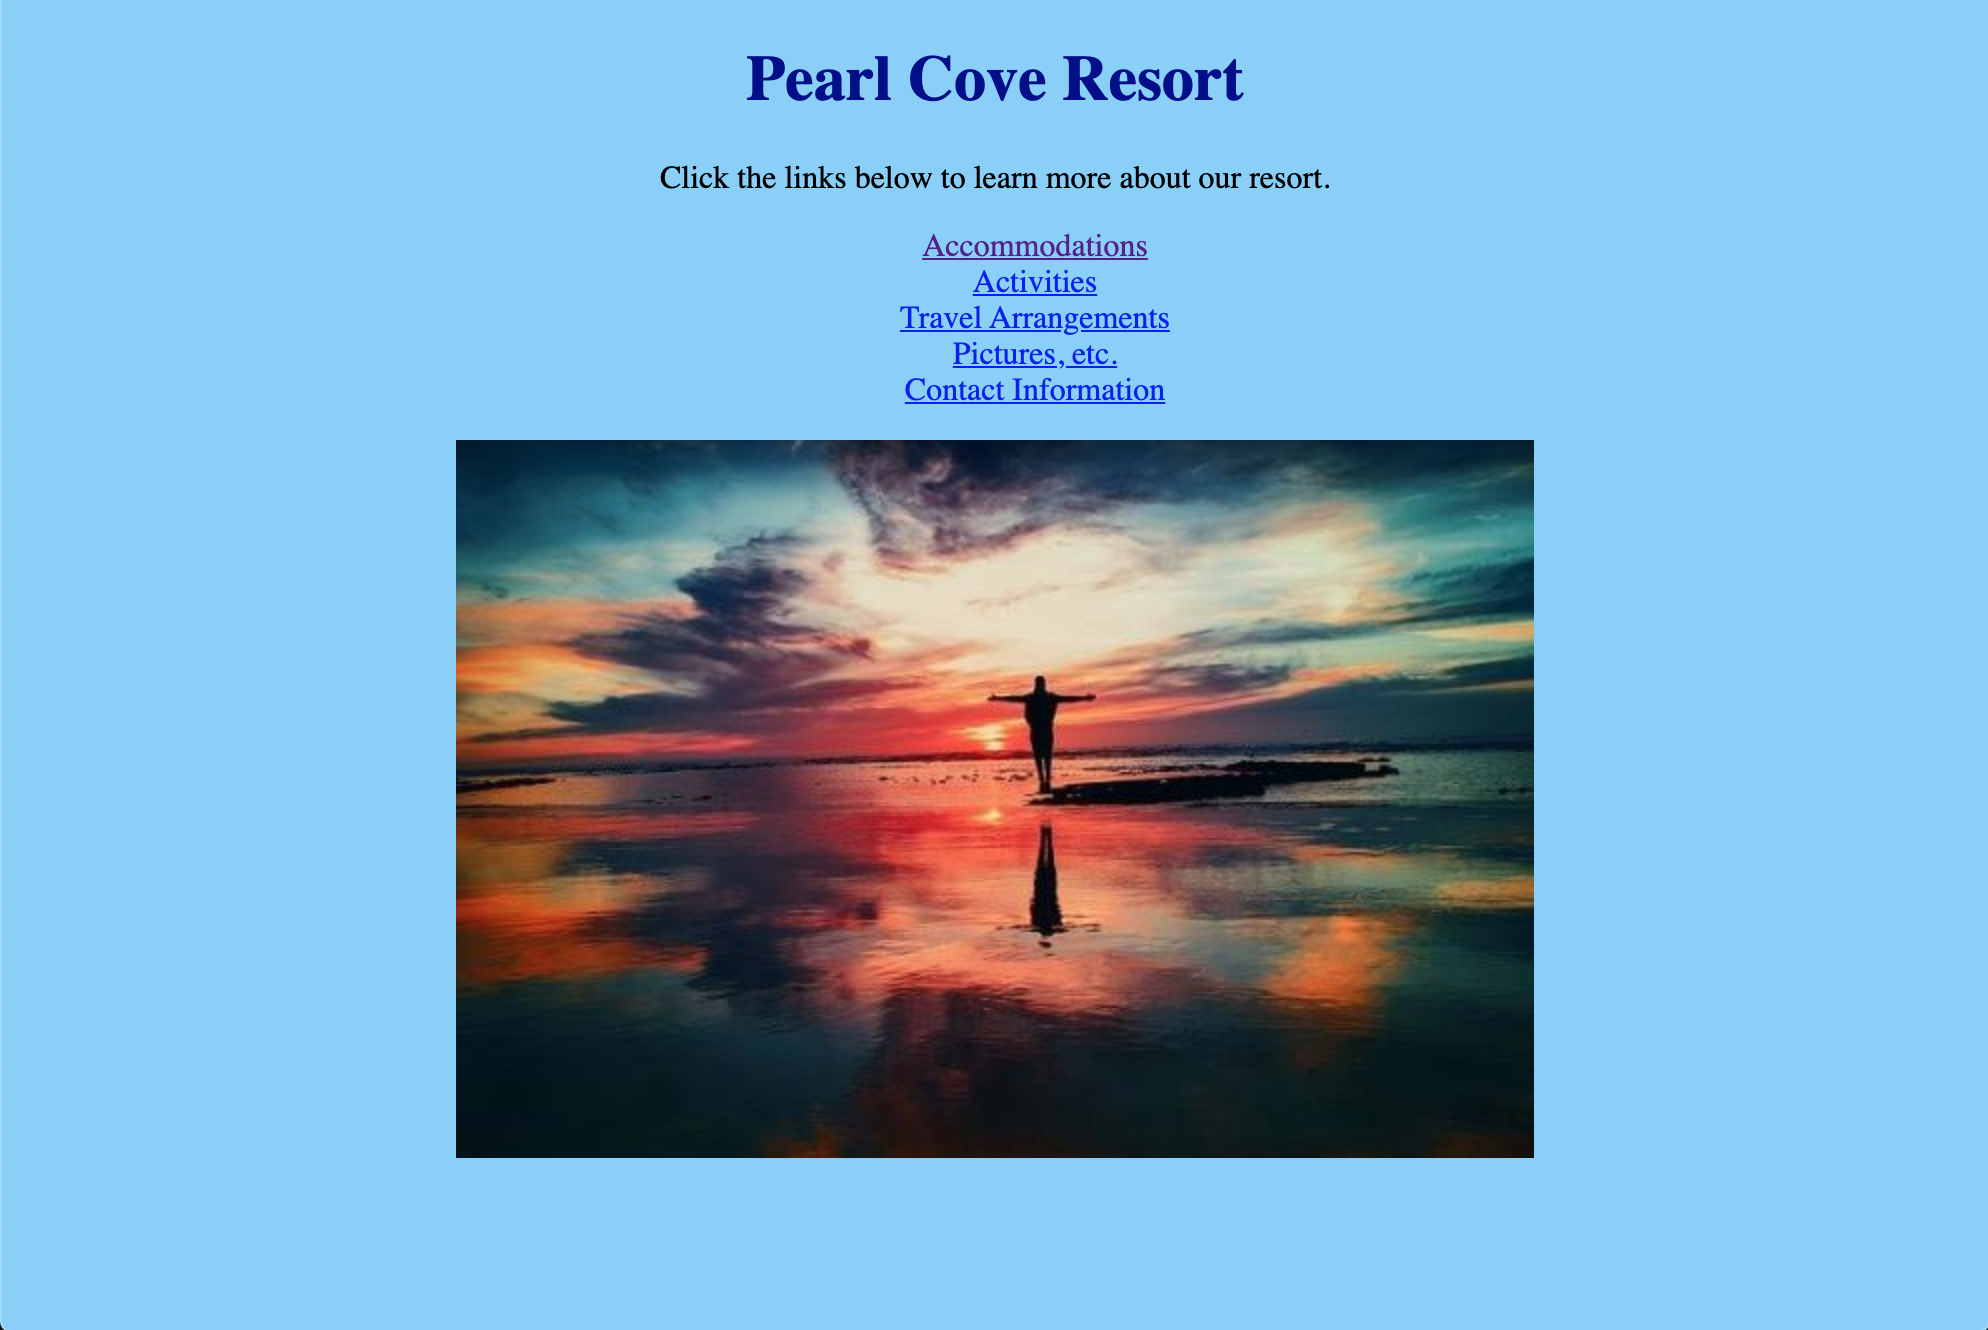 Pearl Cove Resort
Click the links below to learn more about our resort.
Accommodations
Activities
Travel Arrangements
Pictures, etc.
Contact Information